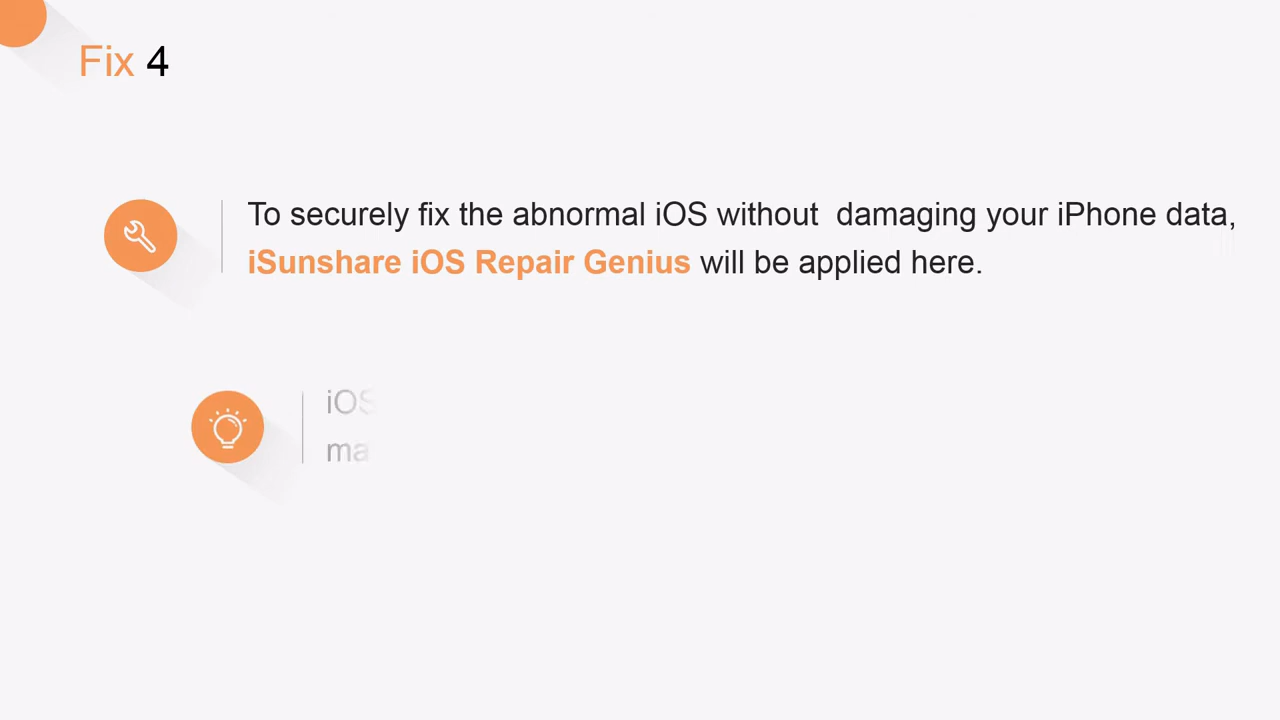 Fix 4
To securely fix the abnormal iOS without  damaging your iPhone data,
iSunshare iOS Repair Genius will be applied here.
iOS